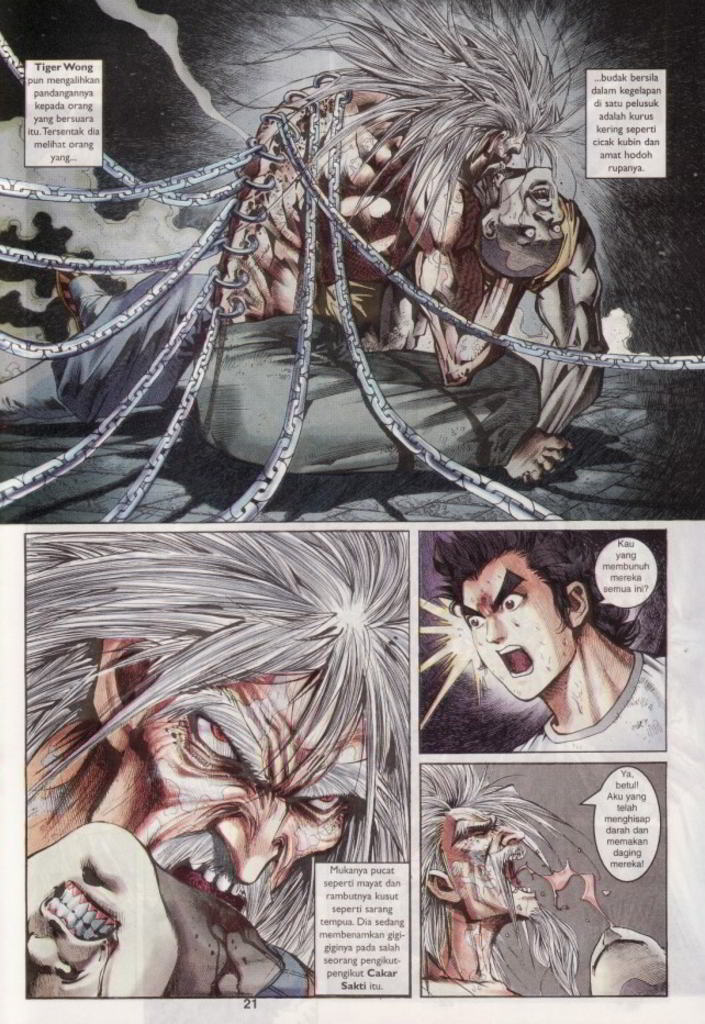 Tiger Wong
pun mengalihkan
pandangannya
kepada orang
yang bersuara
itu. Tersentak dia
melihat orang
yang...
...budak bersila
dalam kegelapan
di satu pelusuk
adalah kurus
kering seperti
cicak kubin dan
amat hodoh
rupanya.
Kau
yang
membunuh
mereka
semua ini?
Mukanya pucat
seperti mayat dan
rambutnya kusut
seperti sarang
tempua. Dia sedang
membenamkan gigi-
giginya pada salah
seorang pengikut-
pengikut Cakar
Sakti itu.
Ya,
betul!
Aku yang
telah
menghisap
darah dan
memakan
daging
mereka!
21